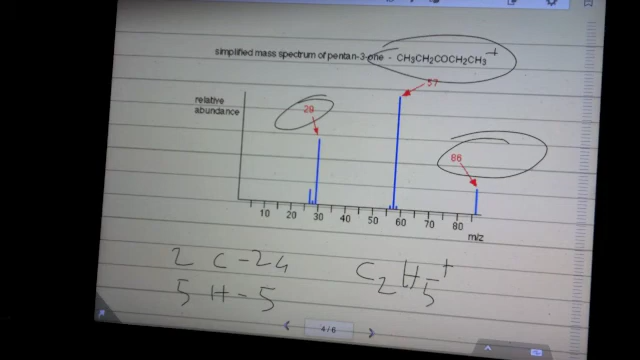 simplified mass spectrum of pentan-3-one - CH3CH2COCH2CH3 +
57
relative
abundance
29
86
10 20 30 40 50 60 70 80
m/z
2 C - 24
C2H5+
5 H - 5
4 / 6